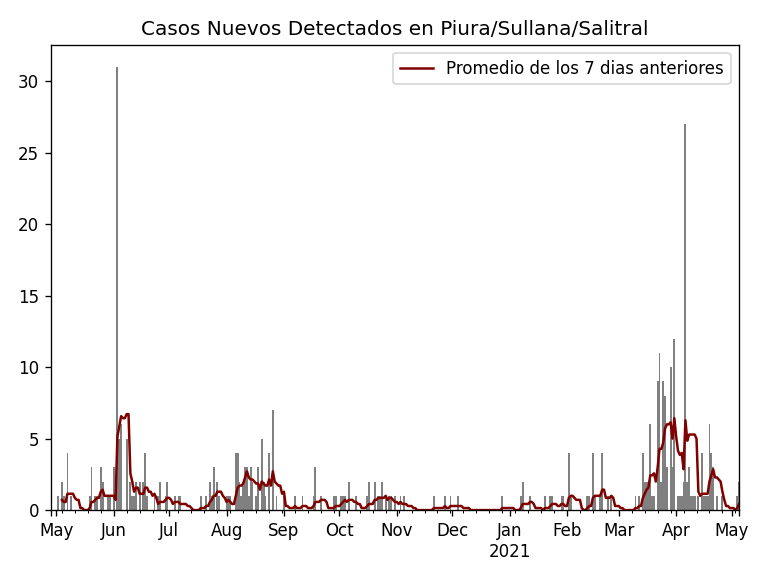 Casos Nuevos Detectados en Piura/Sullana/Salitral
Promedio de los 7 dias anteriores
30
25
20
15
10
5
0
May Jun Jul Aug Sep Oct Nov Dec Jan Feb Mar Apr May
2021